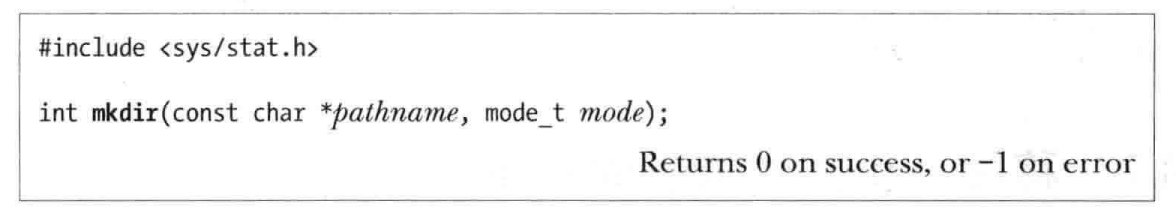 #include <sys/stat.h>
int mkdir(const char *pathname, mode_t mode);
Returns 0 on success, or −1 on error